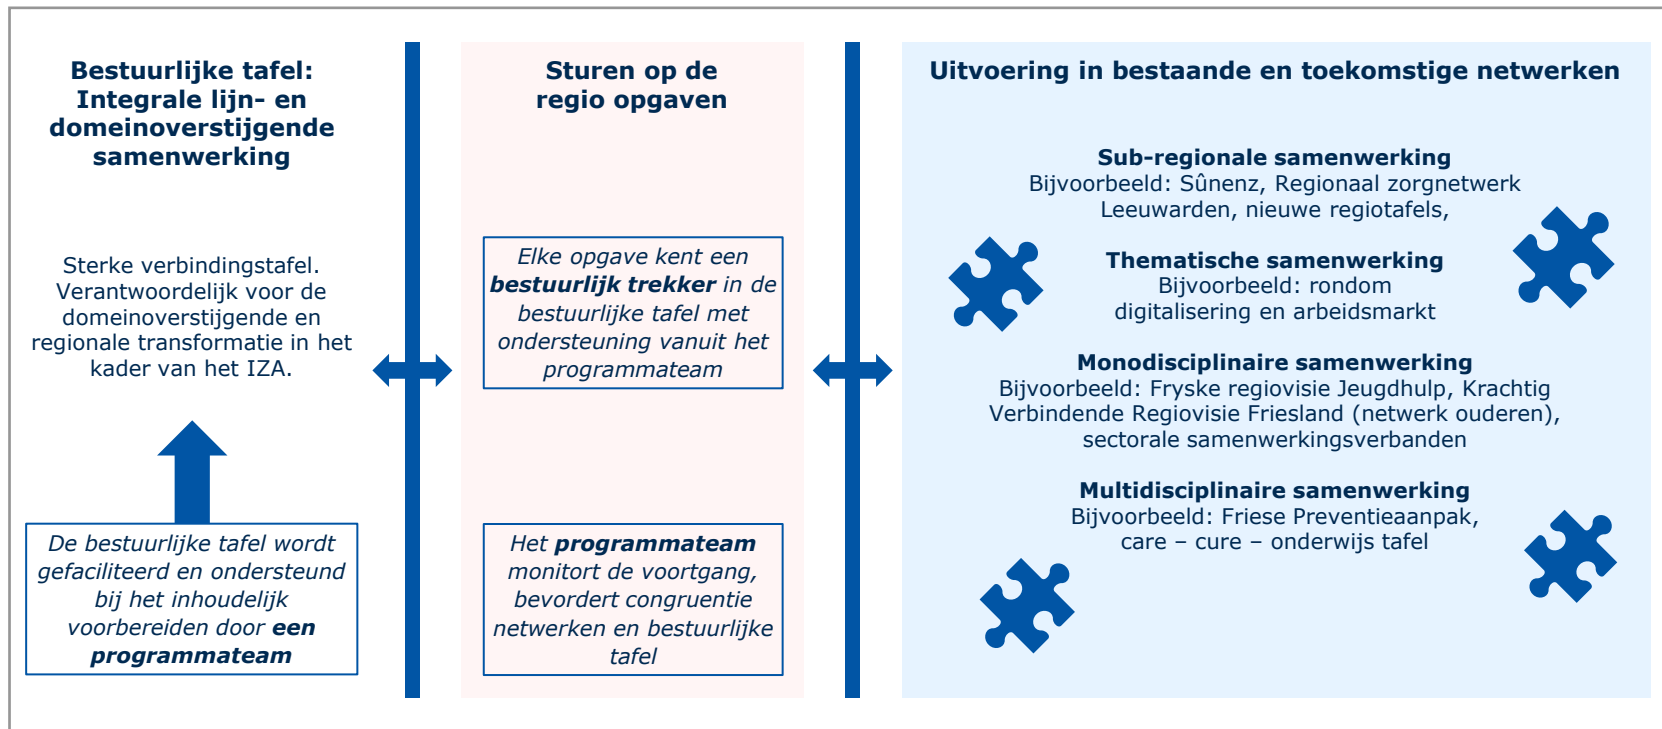 Bestuurlijke tafel:
Integrale lijn- en
domeinoverstijgende
samenwerking
Sterke verbindingstafel.
Verantwoordelijk voor de
domeinoverstijgende en
regionale transformatie in het
kader van het IZA.
De bestuurlijke tafel wordt
gefaciliteerd en ondersteund
bij het inhoudelijk
voorbereiden door een
programmateam
Sturen op de
regio opgaven
Elke opgave kent een
bestuurlijk trekker in de
bestuurlijke tafel met
ondersteuning vanuit het
programmateam
Het programmateam
monitort de voortgang,
bevordert congruentie
netwerken en bestuurlijke
tafel
Uitvoering in bestaande en toekomstige netwerken
Sub-regionale samenwerking
Bijvoorbeeld: Sûnenz, Regionaal zorgnetwerk
Leeuwarden, nieuwe regiotafels,
Thematische samenwerking
Bijvoorbeeld: rondom
digitalisering en arbeidsmarkt
Monodisciplinaire samenwerking
Bijvoorbeeld: Fryske regiovisie Jeugdhulp, Krachtig
Verbindende Regiovisie Friesland (netwerk ouderen),
sectorale samenwerkingsverbanden
Multidisciplinaire samenwerking
Bijvoorbeeld: Friese Preventieaanpak,
care – cure – onderwijs tafel